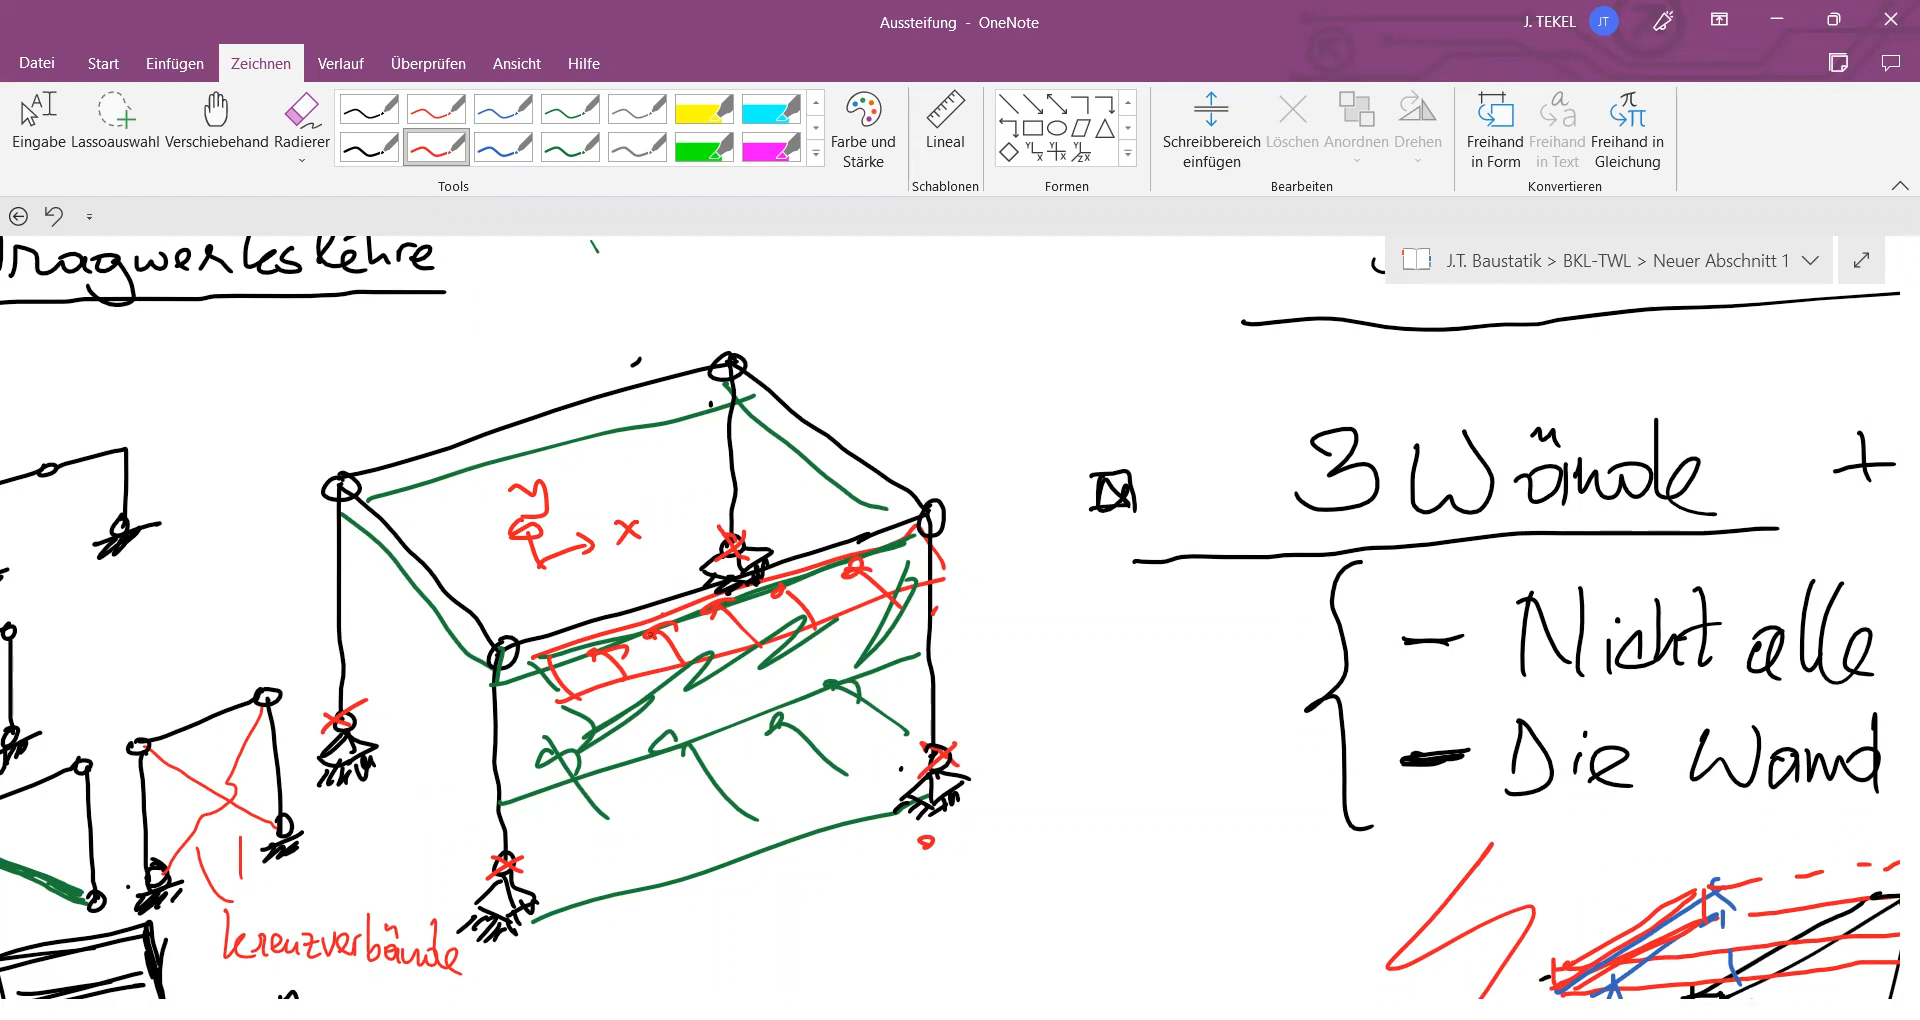 Aussteifung - OneNote
J. TEKEL
JT
Datei
Start
Einfügen
Zeichnen
Verlauf
Überprüfen
Ansicht
Hilfe
Eingabe
Lassoauswahl
Verschiebehand
Radierer
Farbe und
Stärke
Lineal
Schreibbereich
einfügen
Löschen
Anordnen
Drehen
Freihand
in Form
Freihand
in Text
Freihand in
Gleichung
Tools
Schablonen
Formen
Bearbeiten
Konvertieren
Tragwerkslehre
J.T. Baustatik > BKL-TWL > Neuer Abschnitt 1
3 Wände +
x
- Nicht alle
- Die Wand
Kreuzverbände